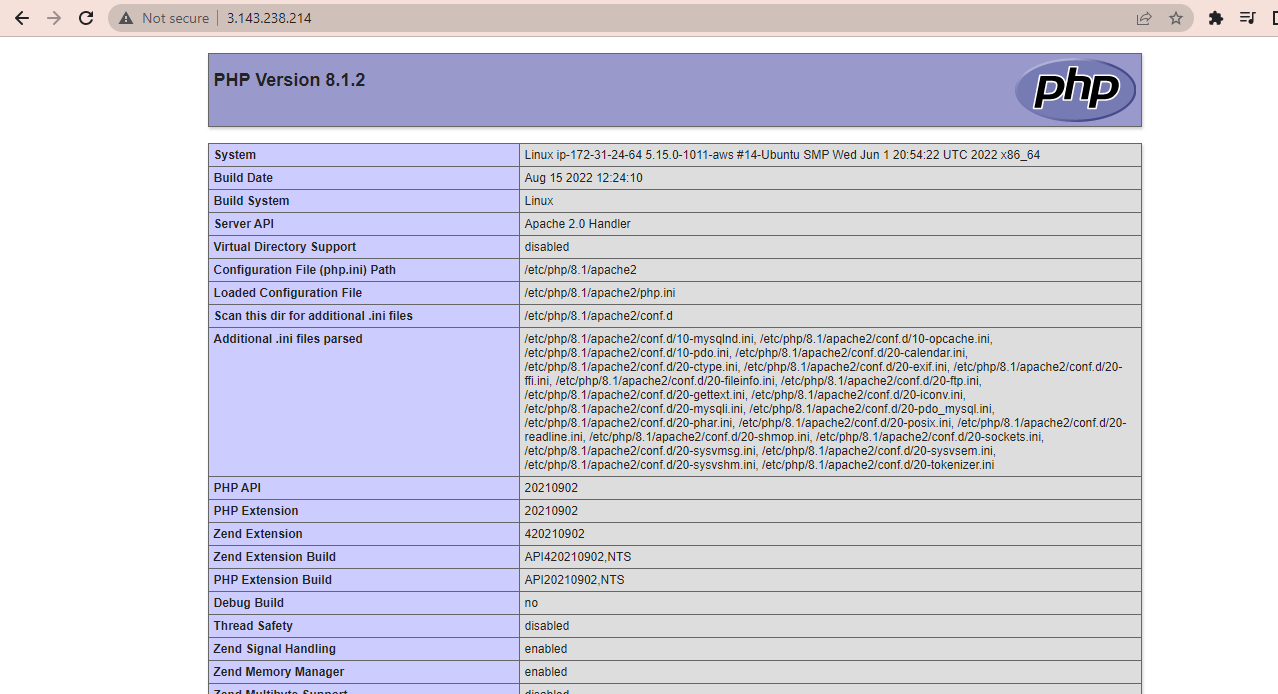 Not secure | 3.143.238.214
PHP Version 8.1.2
php
System Linux ip-172-31-24-64 5.15.0-1011-aws #14-Ubuntu SMP Wed Jun 1 20:54:22 UTC 2022 x86_64
Build Date Aug 15 2022 12:24:10
Build System Linux
Server API Apache 2.0 Handler
Virtual Directory Support disabled
Configuration File (php.ini) Path /etc/php/8.1/apache2
Loaded Configuration File /etc/php/8.1/apache2/php.ini
Scan this dir for additional .ini files /etc/php/8.1/apache2/conf.d
Additional .ini files parsed /etc/php/8.1/apache2/conf.d/10-mysqlnd.ini, /etc/php/8.1/apache2/conf.d/10-opcache.ini,
/etc/php/8.1/apache2/conf.d/10-pdo.ini, /etc/php/8.1/apache2/conf.d/20-calendar.ini,
/etc/php/8.1/apache2/conf.d/20-ctype.ini, /etc/php/8.1/apache2/conf.d/20-exif.ini, /etc/php/8.1/apache2/conf.d/20-
ffi.ini, /etc/php/8.1/apache2/conf.d/20-fileinfo.ini, /etc/php/8.1/apache2/conf.d/20-ftp.ini,
/etc/php/8.1/apache2/conf.d/20-gettext.ini, /etc/php/8.1/apache2/conf.d/20-iconv.ini,
/etc/php/8.1/apache2/conf.d/20-mysqli.ini, /etc/php/8.1/apache2/conf.d/20-pdo_mysql.ini,
/etc/php/8.1/apache2/conf.d/20-phar.ini, /etc/php/8.1/apache2/conf.d/20-posix.ini, /etc/php/8.1/apache2/conf.d/20-
readline.ini, /etc/php/8.1/apache2/conf.d/20-shmop.ini, /etc/php/8.1/apache2/conf.d/20-sockets.ini,
/etc/php/8.1/apache2/conf.d/20-sysvmsg.ini, /etc/php/8.1/apache2/conf.d/20-sysvsem.ini,
/etc/php/8.1/apache2/conf.d/20-sysvshm.ini, /etc/php/8.1/apache2/conf.d/20-tokenizer.ini
PHP API 20210902
PHP Extension 20210902
Zend Extension 420210902
Zend Extension Build API420210902,NTS
PHP Extension Build API20210902,NTS
Debug Build no
Thread Safety disabled
Zend Signal Handling enabled
Zend Memory Manager enabled
Zend Multibyte Support disabled